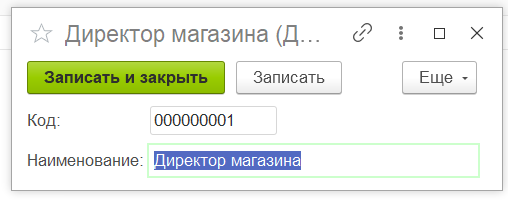 Директор магазина (Д...
Записать и закрыть Записать Еще
Код: 000000001
Наименование: Директор магазина